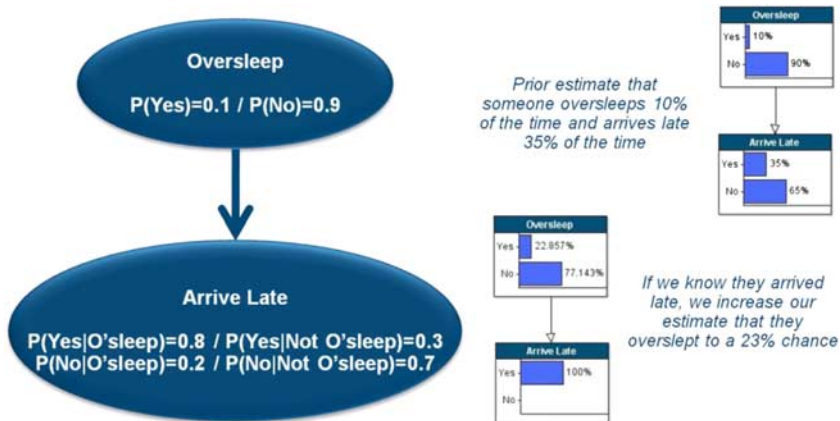 Oversleep
P(Yes)=0.1 / P(No)=0.9
Arrive Late
P(Yes|O'sleep)=0.8 / P(Yes|Not O'sleep)=0.3
P(No|O'sleep)=0.2 / P(No|Not O'sleep)=0.7
Prior estimate that
someone oversleeps 10%
of the time and arrives late
35% of the time
Oversleep
Yes 10%
No 90%
Arrive Late
Yes 35%
No 65%
Oversleep
Yes 22.857%
No 77.143%
Arrive Late
Yes 100%
No
If we know they arrived
late, we increase our
estimate that they
overslept to a 23% chance